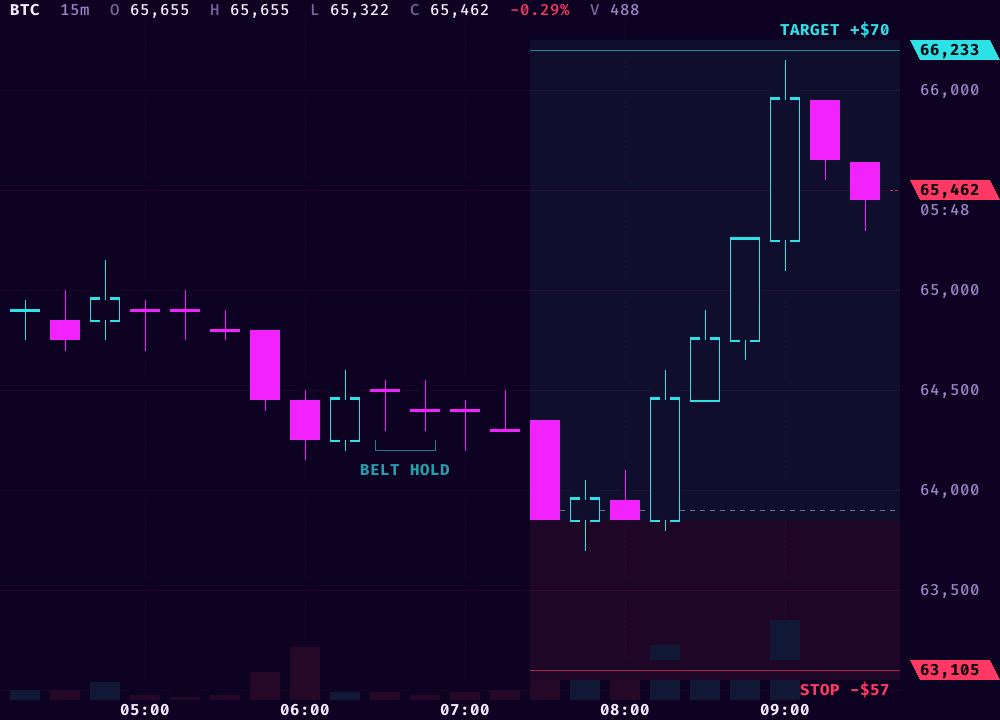 BTC 15m O 65,655 H 65,655 L 65,322 C 65,462 -0.29% V 488
TARGET +$70
66,233
66,000
65,462
05:48
65,000
64,500
BELT HOLD
64,000
63,500
63,105
STOP -$57
05:00 06:00 07:00 08:00 09:00